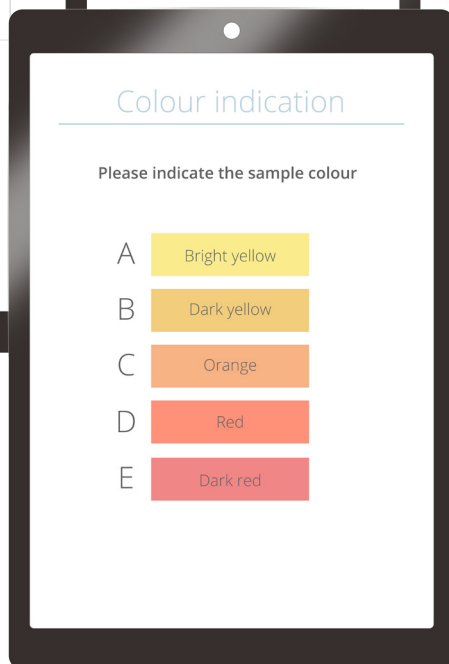 Colour indication
Please indicate the sample colour
A Bright yellow
B Dark yellow
C Orange
D Red
E Dark red